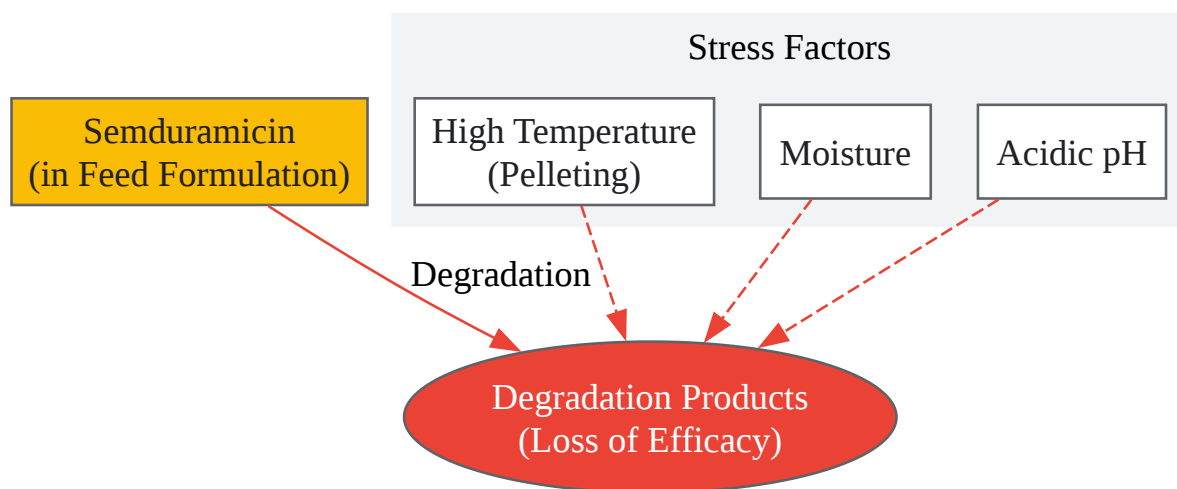 Stress Factors
Semduramicin
(in Feed Formulation)
High Temperature
(Pelleting)
Moisture
Acidic pH
Degradation
Degradation Products
(Loss of Efficacy)